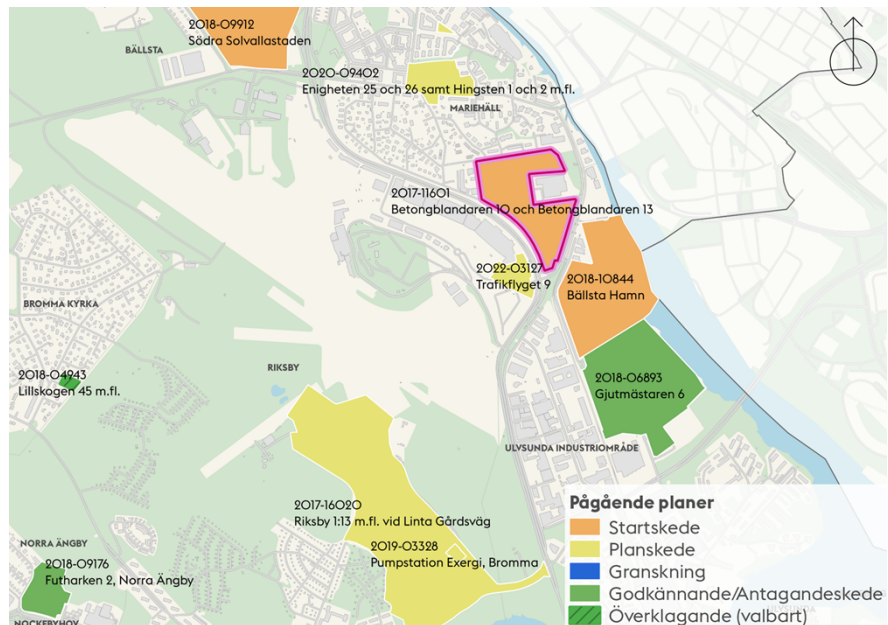 2018-09912
Södra Solvallastaden
BÄLLSTA
2020-09402
Enigheten 25 och 26 samt Hingsten 1 och 2 m.fl.
MARIEHÄLL
2017-11601
Betongblandaren 10 och Betongblandaren 13
2022-03127
Trafikflyget 9
2018-10844
Bällsta Hamn
BROMMA KYRKA
2018-04943
Lillskogen 45 m.fl.
RIKSBY
2018-06893
Gjutmästaren 6
ULVSUNDA INDUSTRIOMRÅDE
2017-16020
Riksby 1:13 m.fl. vid Linta Gårdsväg
2019-03328
Pumpstation Exergi, Bromma
NORRA ÄNGBY
2018-09176
Futharken 2, Norra Ängby
NOCKEBYHOV
Pågående planer
Startskede
Planskede
Granskning
Godkännande/Antagandeskede
ULVSUNDA
Överklagande (valbart)